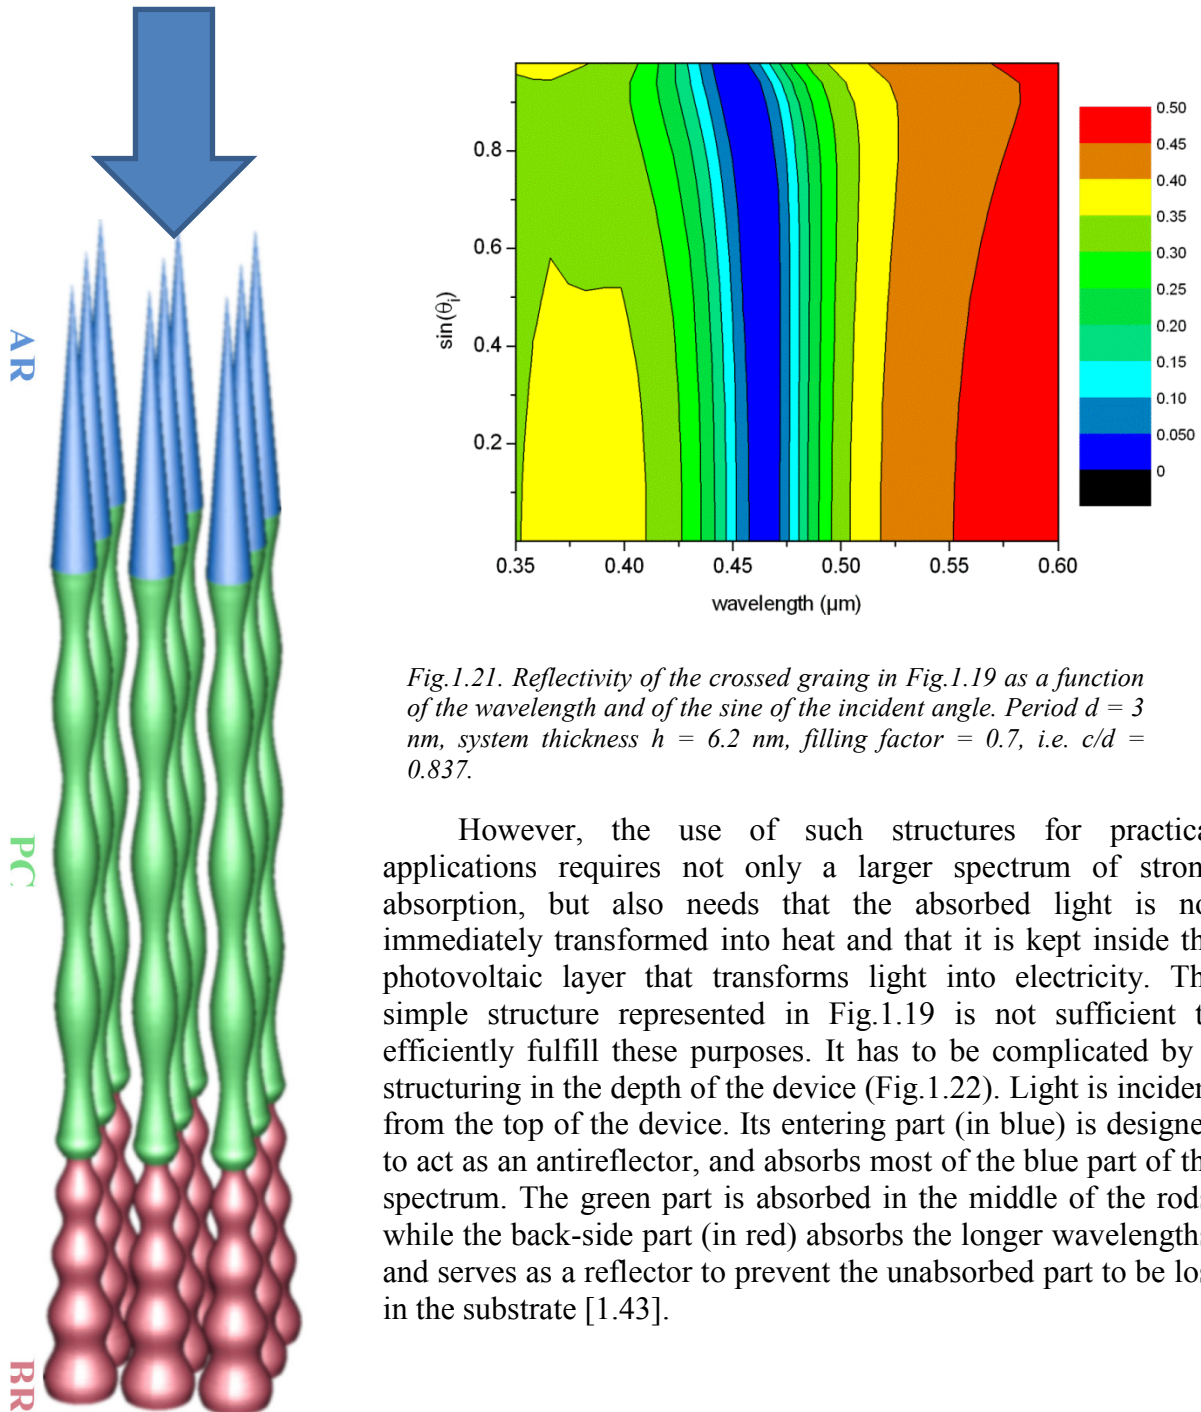 AR
PC
BR
0.8
0.6
0.4
0.2
sin(θi)
0.35 0.40 0.45 0.50 0.55 0.60
wavelength (µm)
0.50
0.45
0.40
0.35
0.30
0.25
0.20
0.15
0.10
0.050
0
Fig.1.21. Reflectivity of the crossed graing in Fig.1.19 as a function
of the wavelength and of the sine of the incident angle. Period d = 3
nm, system thickness h = 6.2 nm, filling factor = 0.7, i.e. c/d =
0.837.
However, the use of such structures for practica
applications requires not only a larger spectrum of stron
absorption, but also needs that the absorbed light is no
immediately transformed into heat and that it is kept inside th
photovoltaic layer that transforms light into electricity. Th
simple structure represented in Fig.1.19 is not sufficient t
efficiently fulfill these purposes. It has to be complicated by
structuring in the depth of the device (Fig.1.22). Light is inciden
from the top of the device. Its entering part (in blue) is designe
to act as an antireflector, and absorbs most of the blue part of th
spectrum. The green part is absorbed in the middle of the rods
while the back-side part (in red) absorbs the longer wavelengths
and serves as a reflector to prevent the unabsorbed part to be los
in the substrate [1.43].